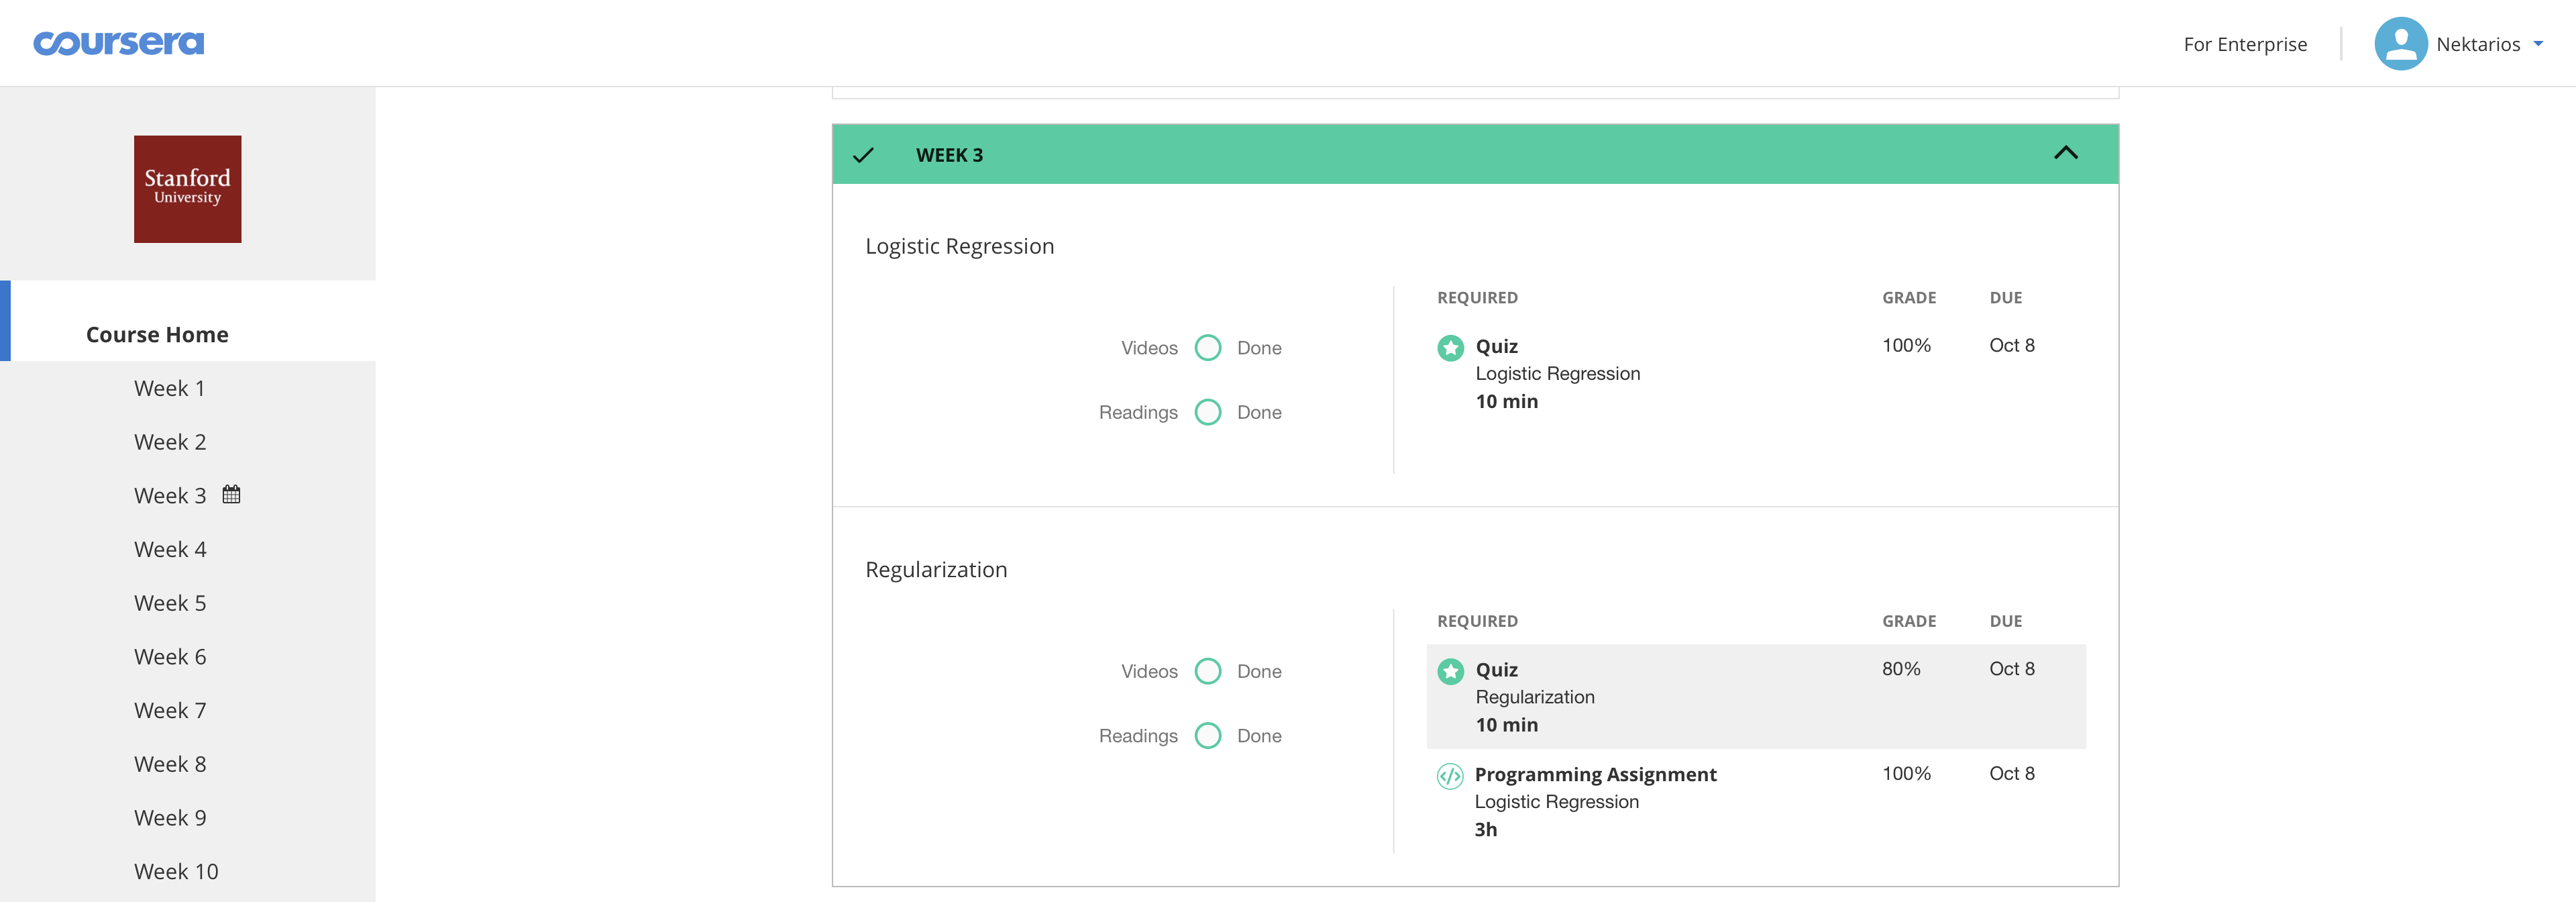 coursera
For Enterprise
Nektarios
Stanford
University
Course Home
Week 1
Week 2
Week 3
Week 4
Week 5
Week 6
Week 7
Week 8
Week 9
Week 10
WEEK 3
Logistic Regression
Videos Done
Readings Done
REQUIRED GRADE DUE
Quiz 100% Oct 8
Logistic Regression
10 min
Regularization
Videos Done
Readings Done
REQUIRED GRADE DUE
Quiz 80% Oct 8
Regularization
10 min
Programming Assignment 100% Oct 8
Logistic Regression
3h